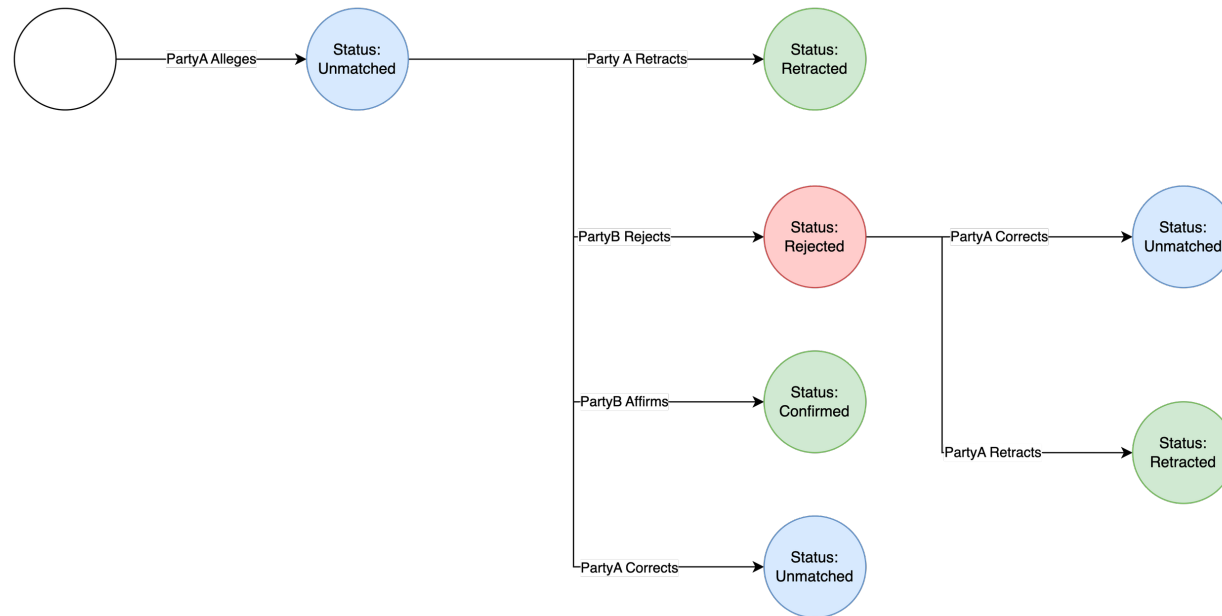 PartyA Alleges
Status:
Unmatched
Party A Retracts
Status:
Retracted
PartyB Rejects
Status:
Rejected
PartyA Corrects
Status:
Unmatched
PartyB Affirms
Status:
Confirmed
PartyA Retracts
Status:
Retracted
PartyA Corrects
Status:
Unmatched